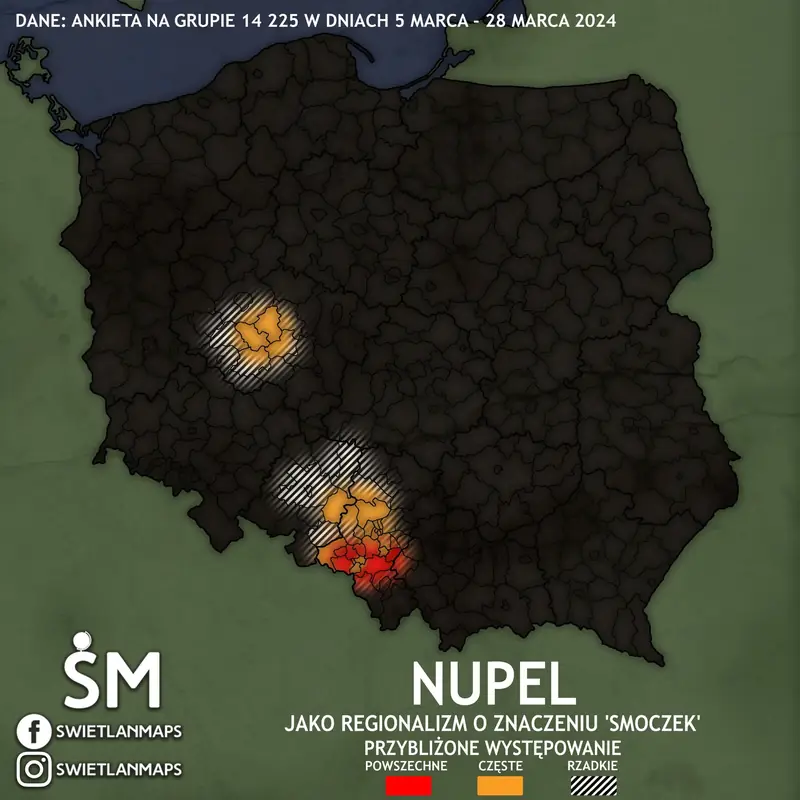 DANE: ANKIETA NA GRUPIE 14 225 W DNIACH 5 MARCA - 28 MARCA 2024
ŚM
SWIETLANMAPS
SWIETLANMAPS
NUPEL
JAKO REGIONALIZM O ZNACZENIU 'SMOCZEK'
PRZYBLIŻONE WYSTĘPOWANIE
POWSZECHNE CZĘSTE RZADKIE